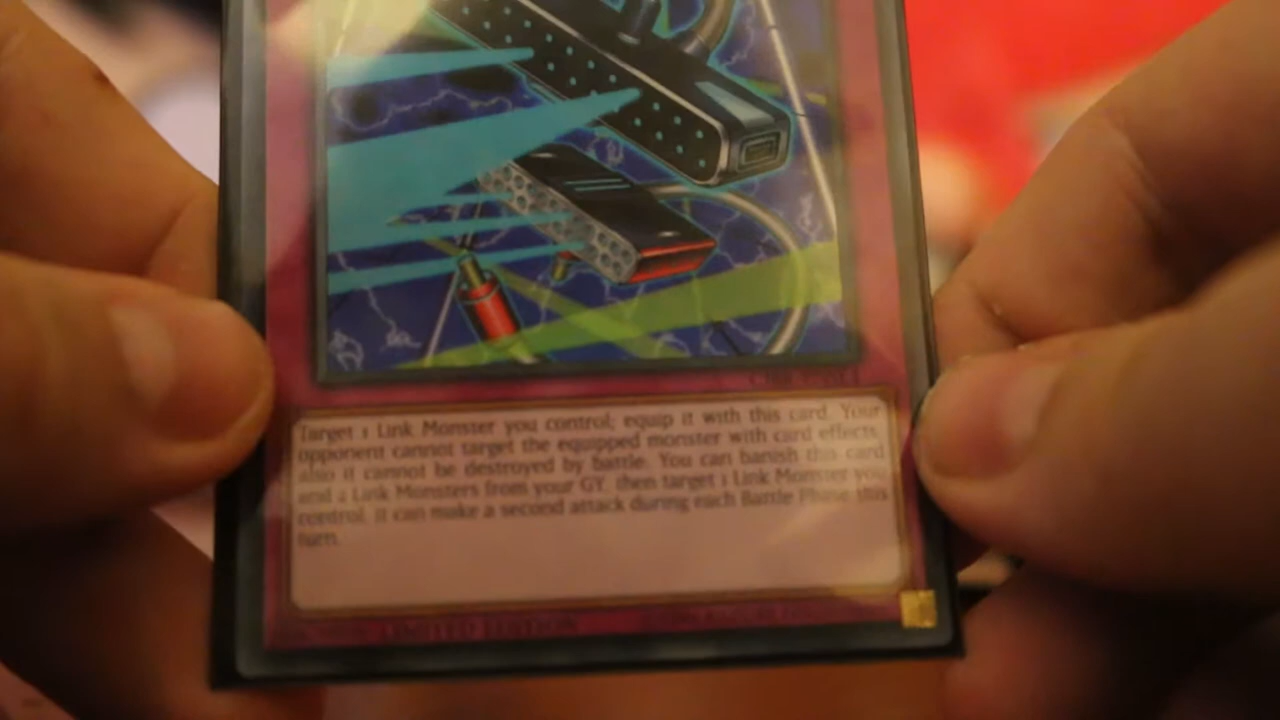 Target 1 Link Monster you control; equip it with this card. Your
opponent cannot target the equipped monster with card effects,
also it cannot be destroyed by battle. You can banish this card
and 2 Link Monsters from your GY, then target 1 Link Monster you
control; it can make a second attack during each Battle Phase this
turn.
LIMITED EDITION